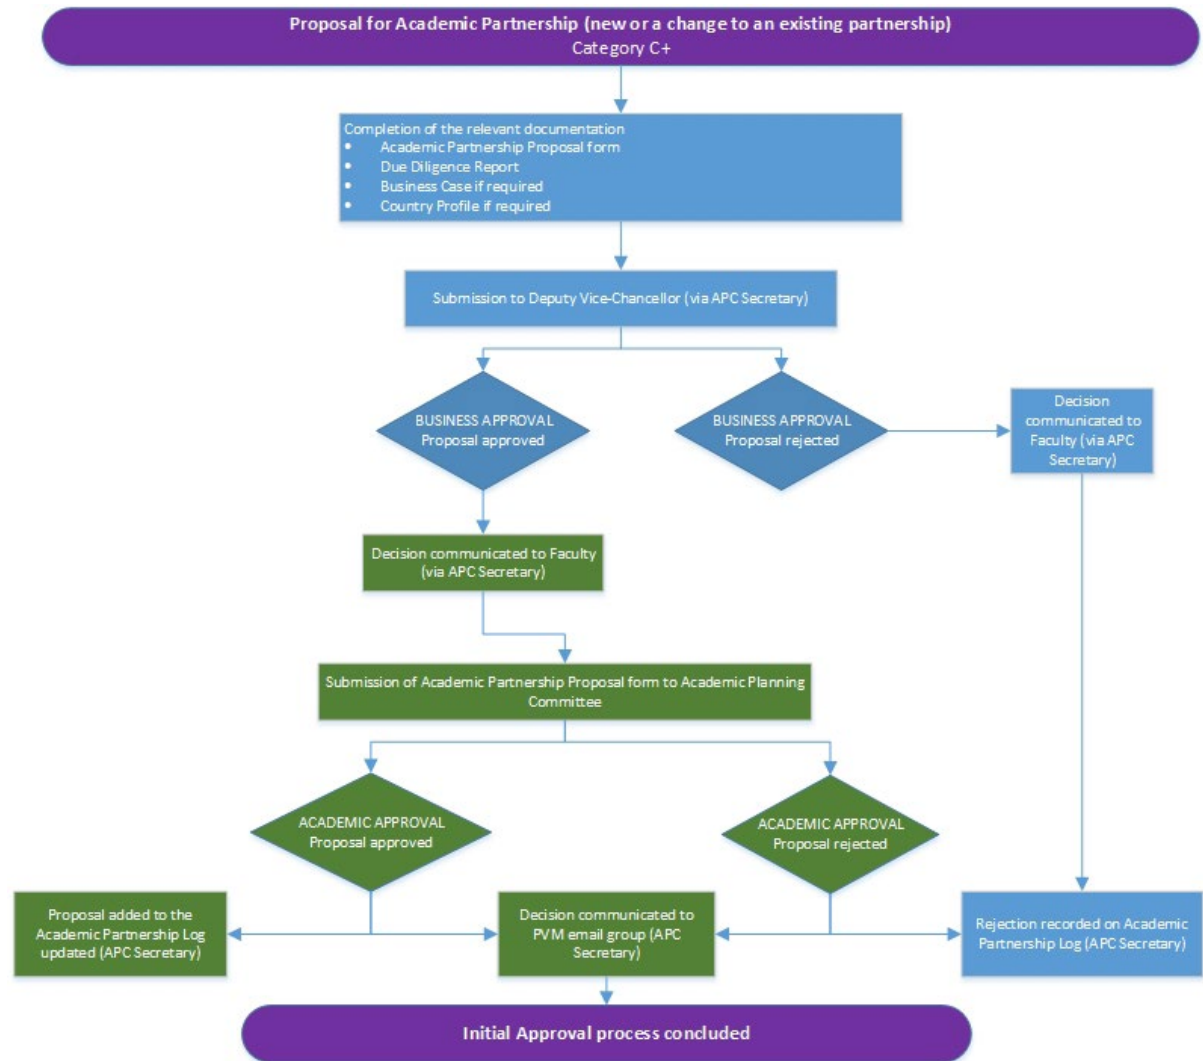 Proposal for Academic Partnership (new or a change to an existing partnership)
Category C+
Completion of the relevant documentation
• Academic Partnership Proposal form
• Due Diligence Report
• Business Case if required
• Country Profile if required
Submission to Deputy Vice-Chancellor (via APC Secretary)
BUSINESS APPROVAL
Proposal approved
BUSINESS APPROVAL
Proposal rejected
Decision
communicated to
Faculty (via APC
Secretary)
Decision communicated to Faculty
(via APC Secretary)
Submission of Academic Partnership Proposal form to Academic Planning
Committee
ACADEMIC APPROVAL
Proposal approved
ACADEMIC APPROVAL
Proposal rejected
Proposal added to the
Academic Partnership Log
updated (APC Secretary)
Decision communicated to
PVM email group (APC
Secretary)
Rejection recorded on Academic
Partnership Log (APC Secretary)
Initial Approval process concluded